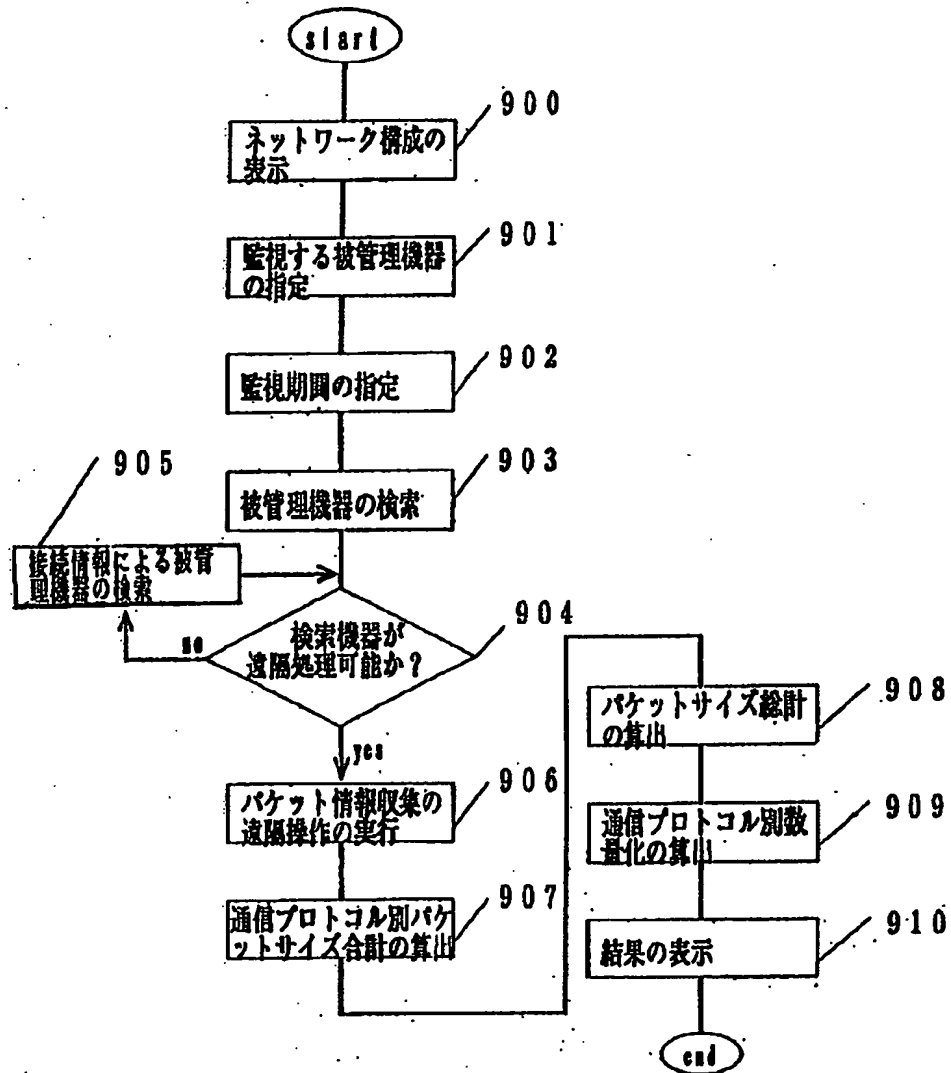 start
900
ネットワーク構成の
表示
901
監視する被管理機器
の指定
902
監視期間の指定
903
被管理機器の検索
905
接続情報による被管
理機器の検索
904
検索機器が
遠隔処理可能か?
no
yes
906
パケット情報収集の
遠隔操作の実行
907
通信プロトコル別パケ
ットサイズ合計の算出
908
パケットサイズ総計
の算出
909
通信プロトコル別数
量化の算出
910
結果の表示
end